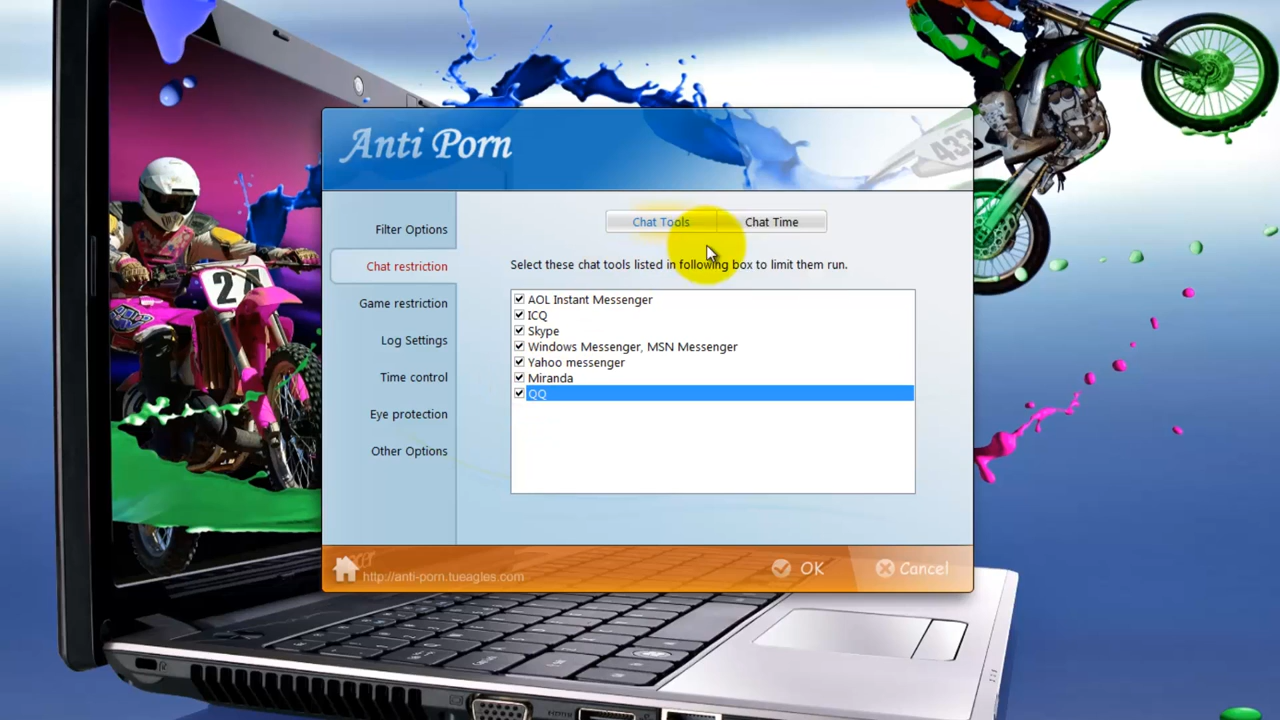 Anti Porn
433
Chat Tools
Chat Time
Filter Options
Chat restriction
Game restriction
Log Settings
Time control
Eye protection
Other Options
Select these chat tools listed in following box to limit them run.
AOL Instant Messenger
ICQ
Skype
Windows Messenger, MSN Messenger
Yahoo messenger
Miranda
QQ
acer
http://anti-porn.tueagles.com
OK
Cancel